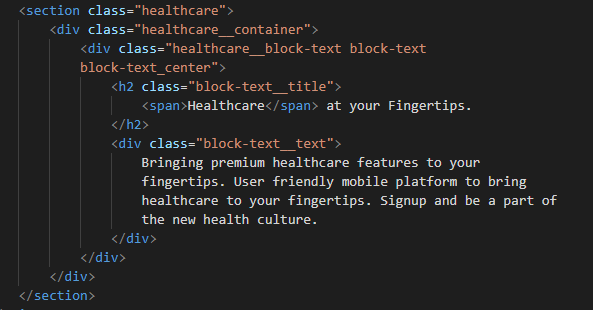 <section class="healthcare">
<div class="healthcare__container">
<div class="healthcare__block-text block-text
block-text_center">
<h2 class="block-text__title">
<span>Healthcare</span> at your Fingertips.
</h2>
<div class="block-text__text">
Bringing premium healthcare features to your
fingertips. User friendly mobile platform to bring
healthcare to your fingertips. Signup and be a part of
the new health culture.
</div>
</div>
</div>
</section>